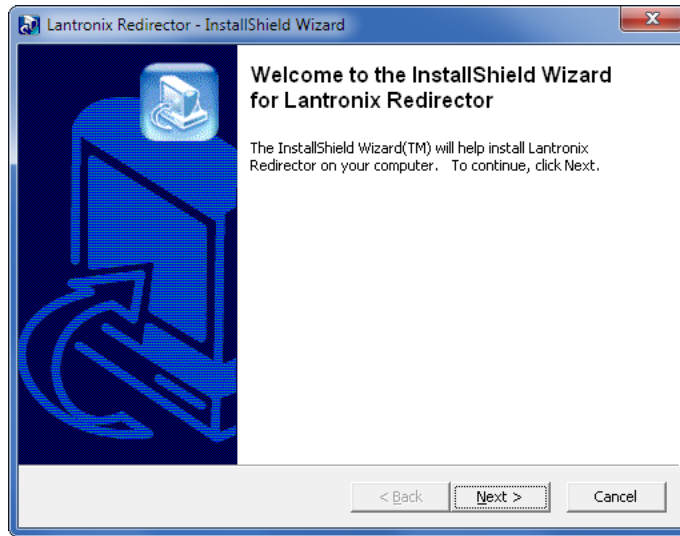 Lantronix Redirector - InstallShield Wizard
Welcome to the InstallShield Wizard
for Lantronix Redirector
The InstallShield Wizard(TM) will help install Lantronix
Redirector on your computer.   To continue, click Next.
< Back
Next >
Cancel